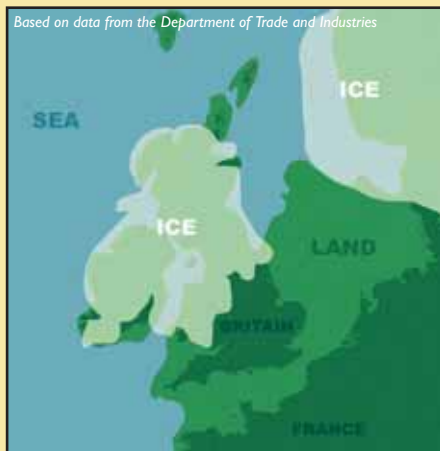 Based on data from the Department of Trade and Industries
ICE
SEA
ICE
LAND
BRITAIN
FRANCE